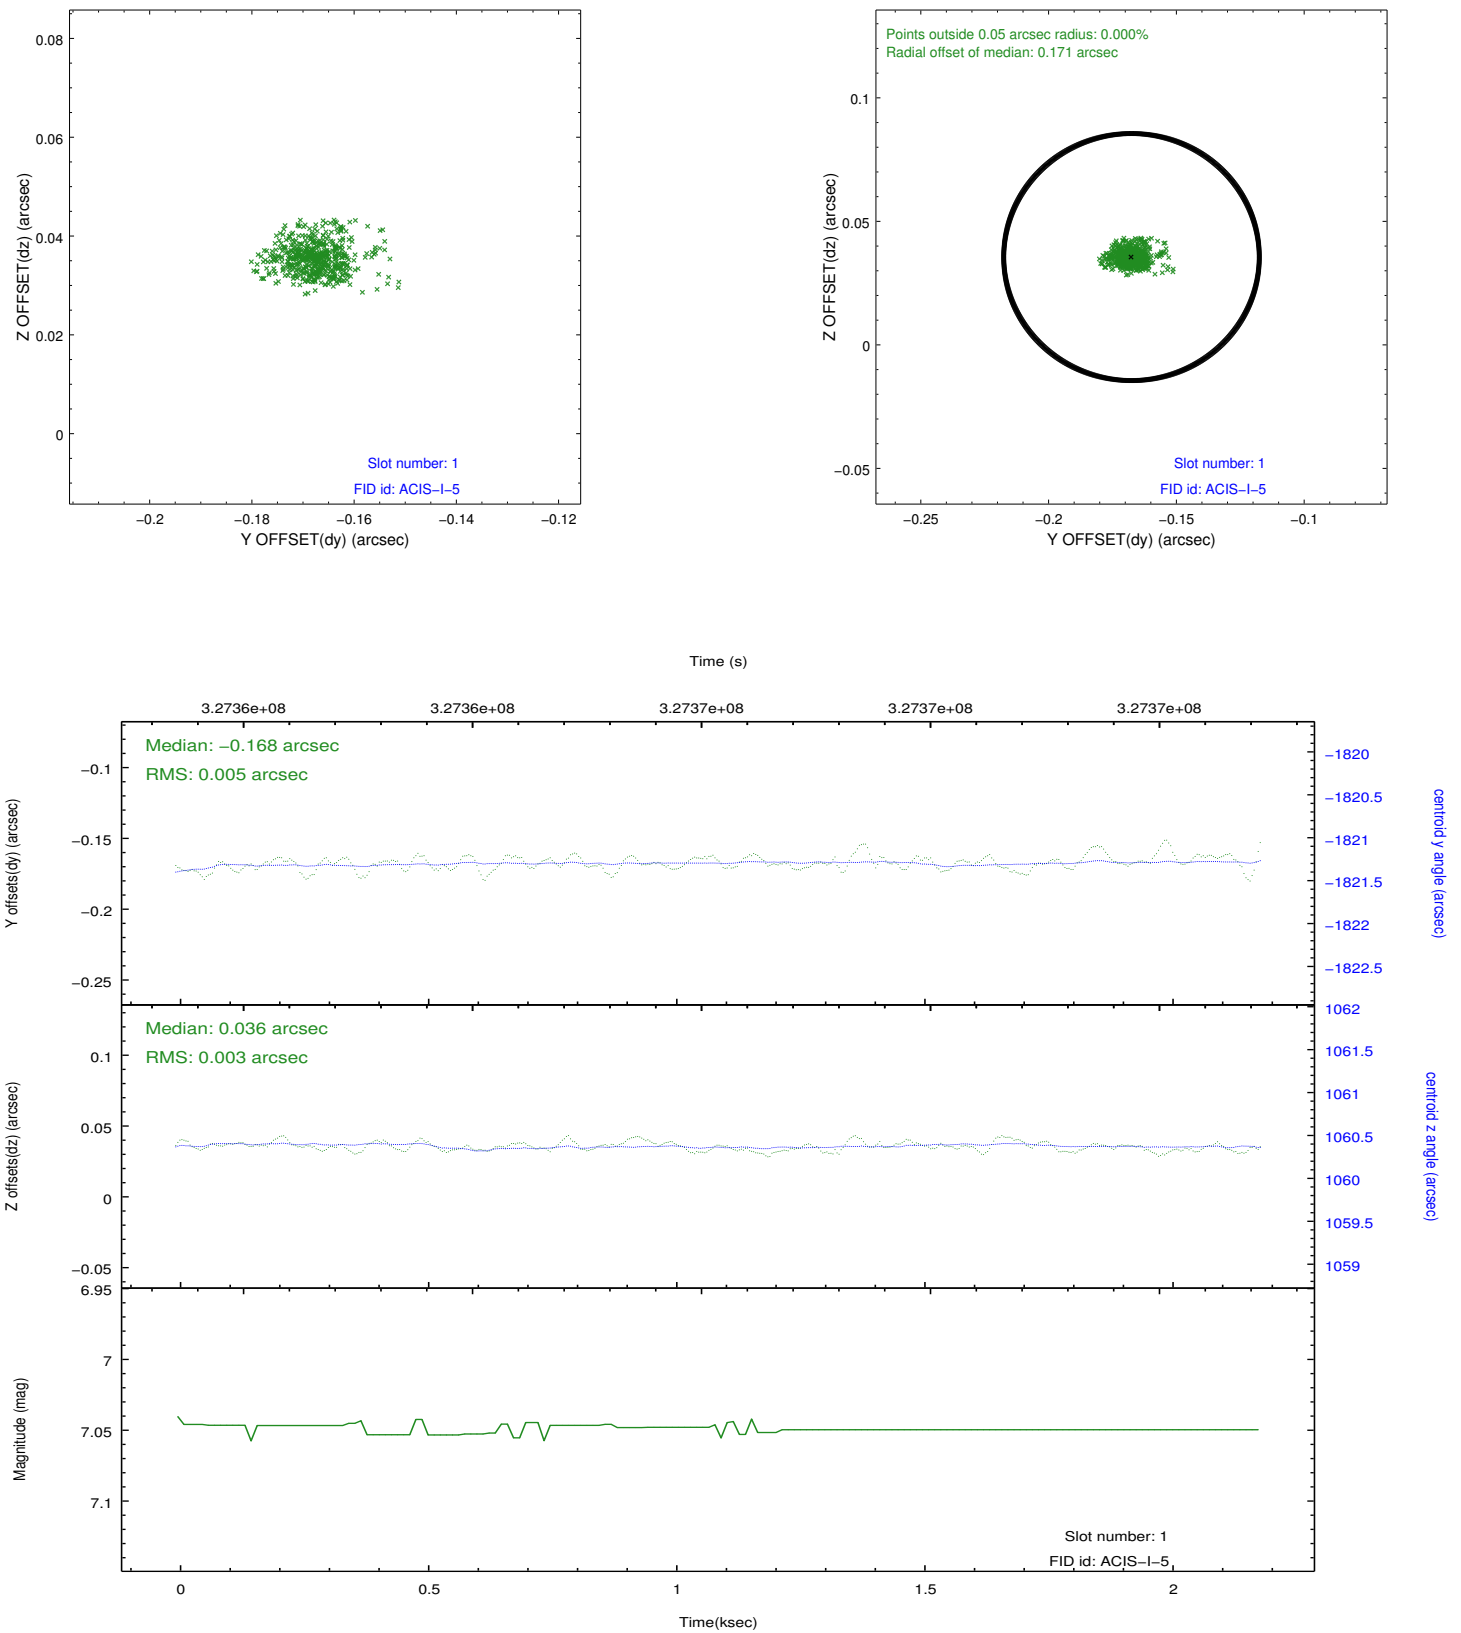 0.08
0.06
0.04
0.02
0
Z OFFSET(dz) (arcsec)
Slot number: 1
FID id: ACIS−I−5
−0.2
−0.18
−0.16
−0.14
−0.12
Y OFFSET(dy) (arcsec)
Points outside 0.05 arcsec radius: 0.000%
Radial offset of median: 0.171 arcsec
0.1
0.05
0
−0.05
Z OFFSET(dz) (arcsec)
Slot number: 1
FID id: ACIS−I−5
−0.25
−0.2
−0.15
−0.1
Y OFFSET(dy) (arcsec)
Time (s)
3.2736e+08
3.2736e+08
3.2737e+08
3.2737e+08
3.2737e+08
Median: −0.168 arcsec
RMS: 0.005 arcsec
−0.1
−0.15
−0.2
−0.25
Y offsets(dy) (arcsec)
−1820
−1820.5
−1821
−1821.5
−1822
−1822.5
centroid y angle (arcsec)
Median: 0.036 arcsec
RMS: 0.003 arcsec
0.1
0.05
0
−0.05
Z offsets(dz) (arcsec)
1062
1061.5
1061
1060.5
1060
1059.5
1059
centroid z angle (arcsec)
6.95
7
7.05
7.1
Magnitude (mag)
Slot number: 1
FID id: ACIS−I−5
0
0.5
1
1.5
2
Time(ksec)